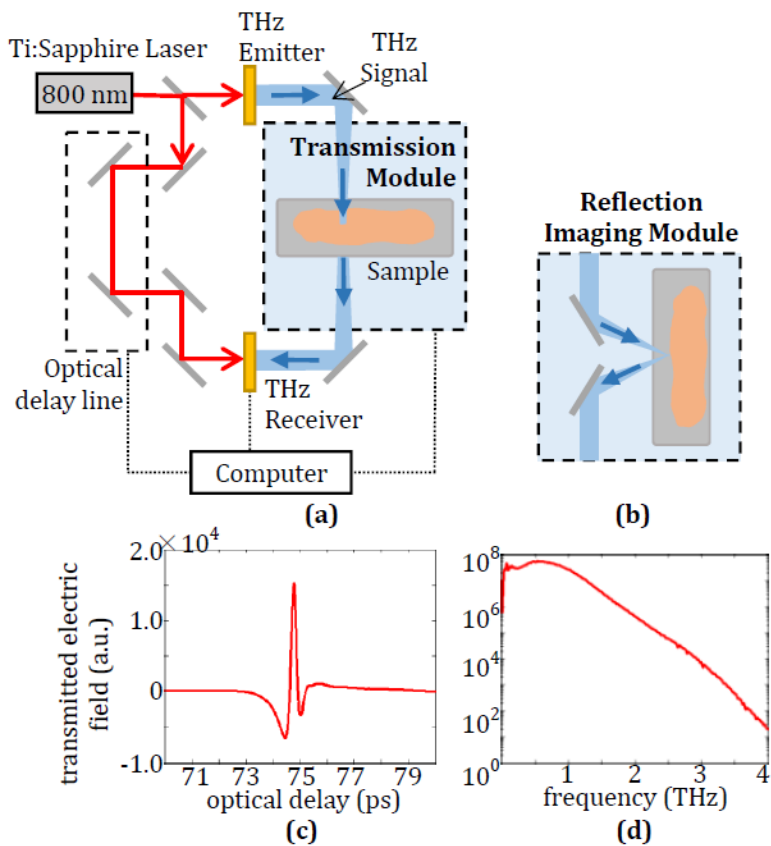 Ti:Sapphire Laser
800 nm
THz
Emitter
THz
Signal
Transmission
Module
Sample
Optical
delay line
THz
Receiver
Computer
(a)
Reflection
Imaging Module
(b)
× 10⁴
2.0
1.0
0
-1.0
transmitted electric
field (a.u.)
71 73 75 77 79
optical delay (ps)
(c)
10⁸
10⁶
10⁴
10²
10⁰
1 2 3 4
frequency (THz)
(d)